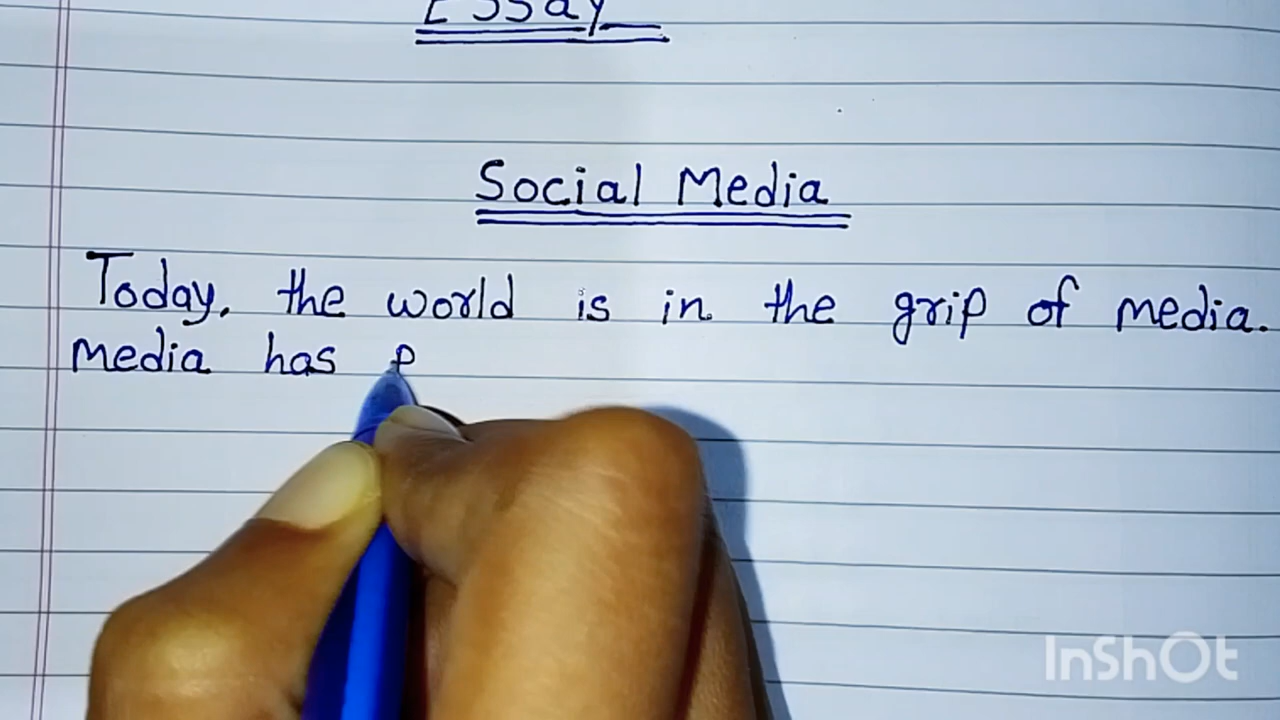 Essay
Social Media
Today, the world is in the grip of media.
Media has P
InShOt